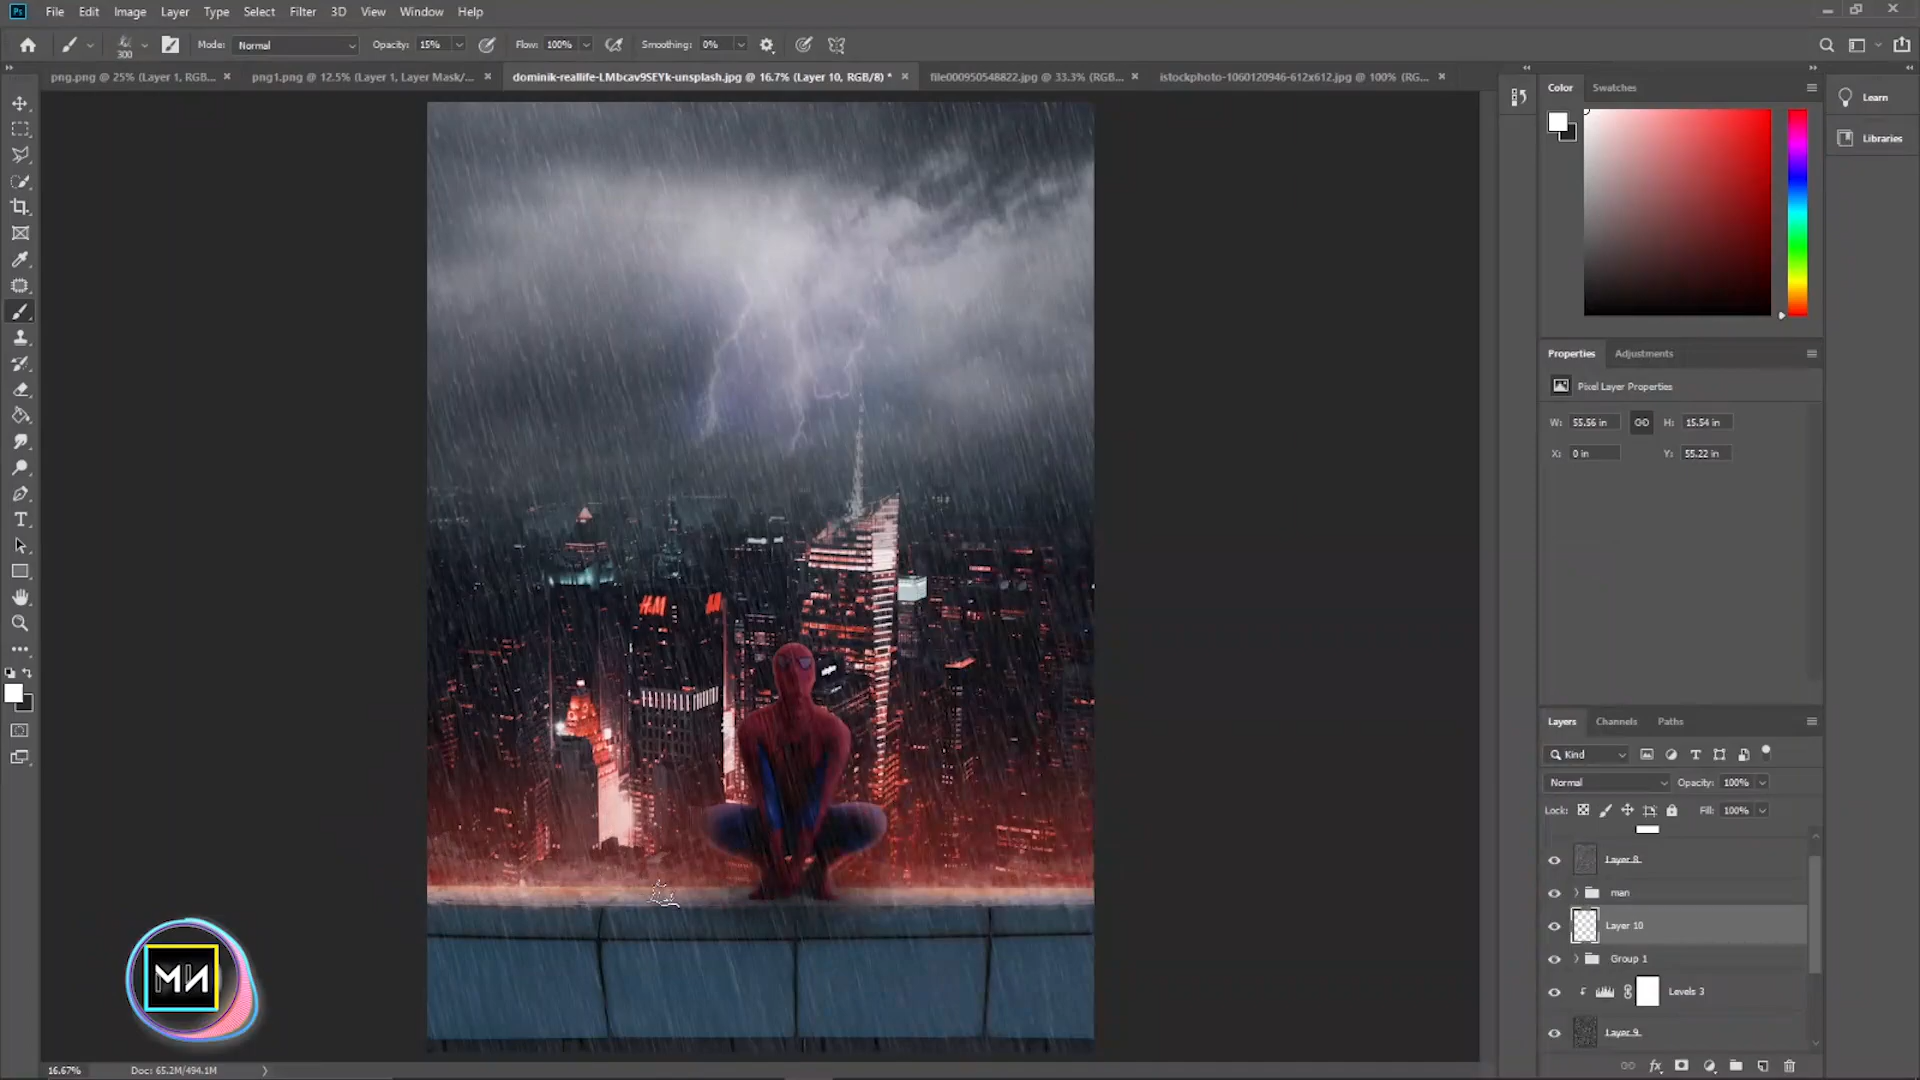 Ps File Edit Image Layer Type Select Filter 3D View Window Help
300 Mode: Normal Opacity: 15% Flow: 100% Smoothing: 0%
png.png @ 25% (Layer 1, RGB... × png1.png @ 12.5% (Layer 1, Layer Mask/... × dominik-reallife-LMbcav9SEYk-unsplash.jpg @ 16.7% (Layer 10, RGB/8) * × file000950548822.jpg @ 33.3% (RGB... × istockphoto-1060120946-612x612.jpg @ 100% (RG... ×
Color Swatches
Learn
Libraries
Properties Adjustments
Pixel Layer Properties
W: 55.56 in H: 15.54 in
X: 0 in Y: 55.22 in
H&M
Layers Channels Paths
Kind
Normal Opacity: 100%
Lock: Fill: 100%
Layer 8
man
Layer 10
Group 1
Levels 3
Layer 9
MN
16.67% Doc: 65.2M/494.1M